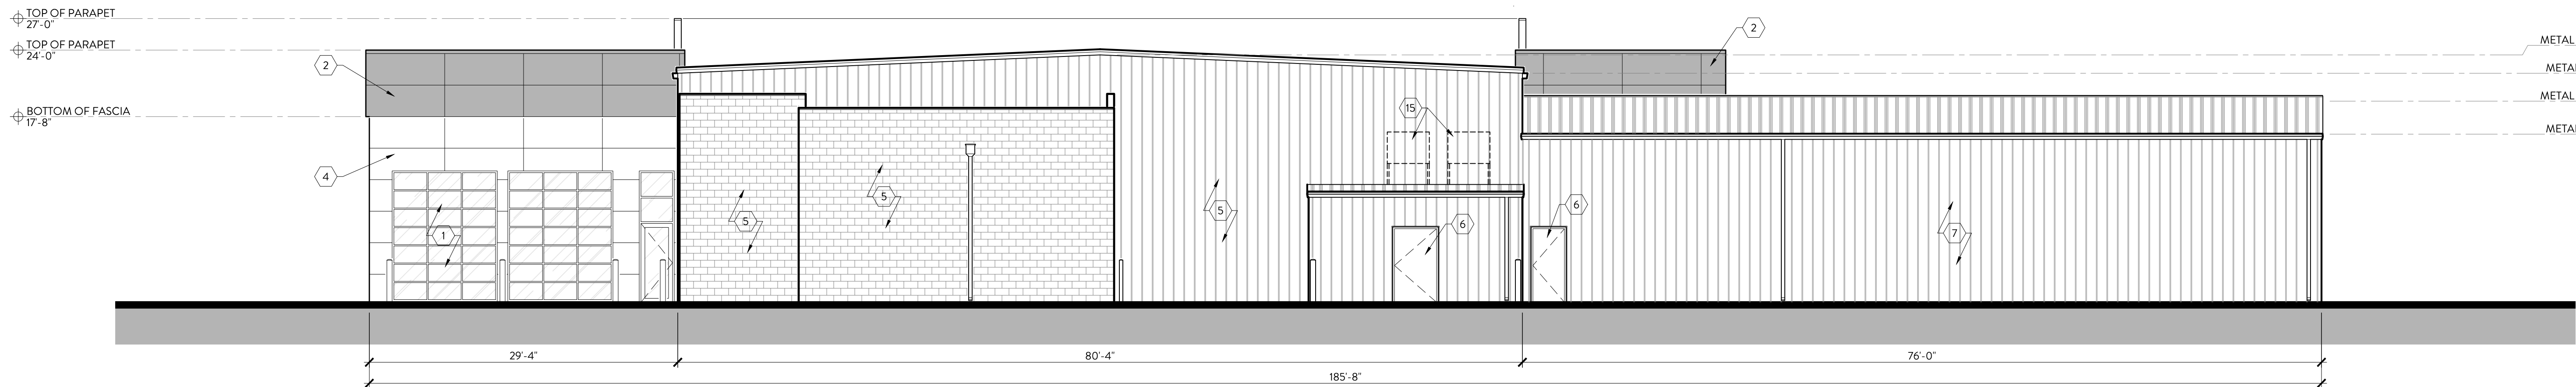 TOP OF PARAPET
27'-0"
TOP OF PARAPET
24'-0"
BOTTOM OF FASCIA
17'-8"
2
4
1
5
5
5
15
6
6
2
7
METAL
METAL
METAL
METAL
29'-4"
80'-4"
76'-0"
185'-8"